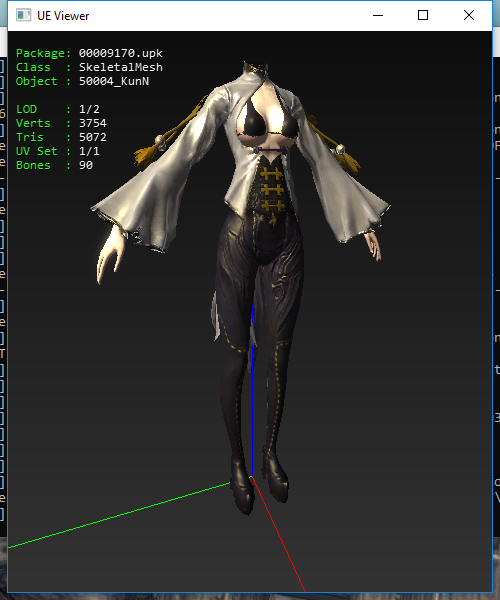 UE Viewer
Package: 00009170.upk
Class : SkeletalMesh
Object : 50004_KunN
LOD : 1/2
Verts : 3754
Tris : 5072
UV Set : 1/1
Bones : 90